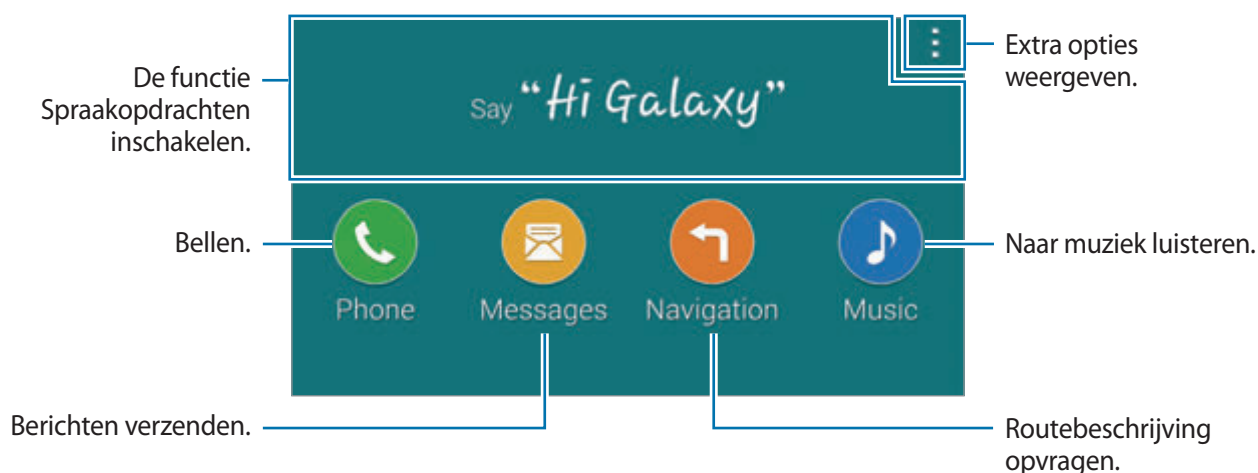 De functie
Spraakopdrachten
inschakelen.
Extra opties
weergeven.
Say “Hi Galaxy”
Bellen.
Naar muziek luisteren.
Phone
Messages
Navigation
Music
Berichten verzenden.
Routebeschrijving
opvragen.